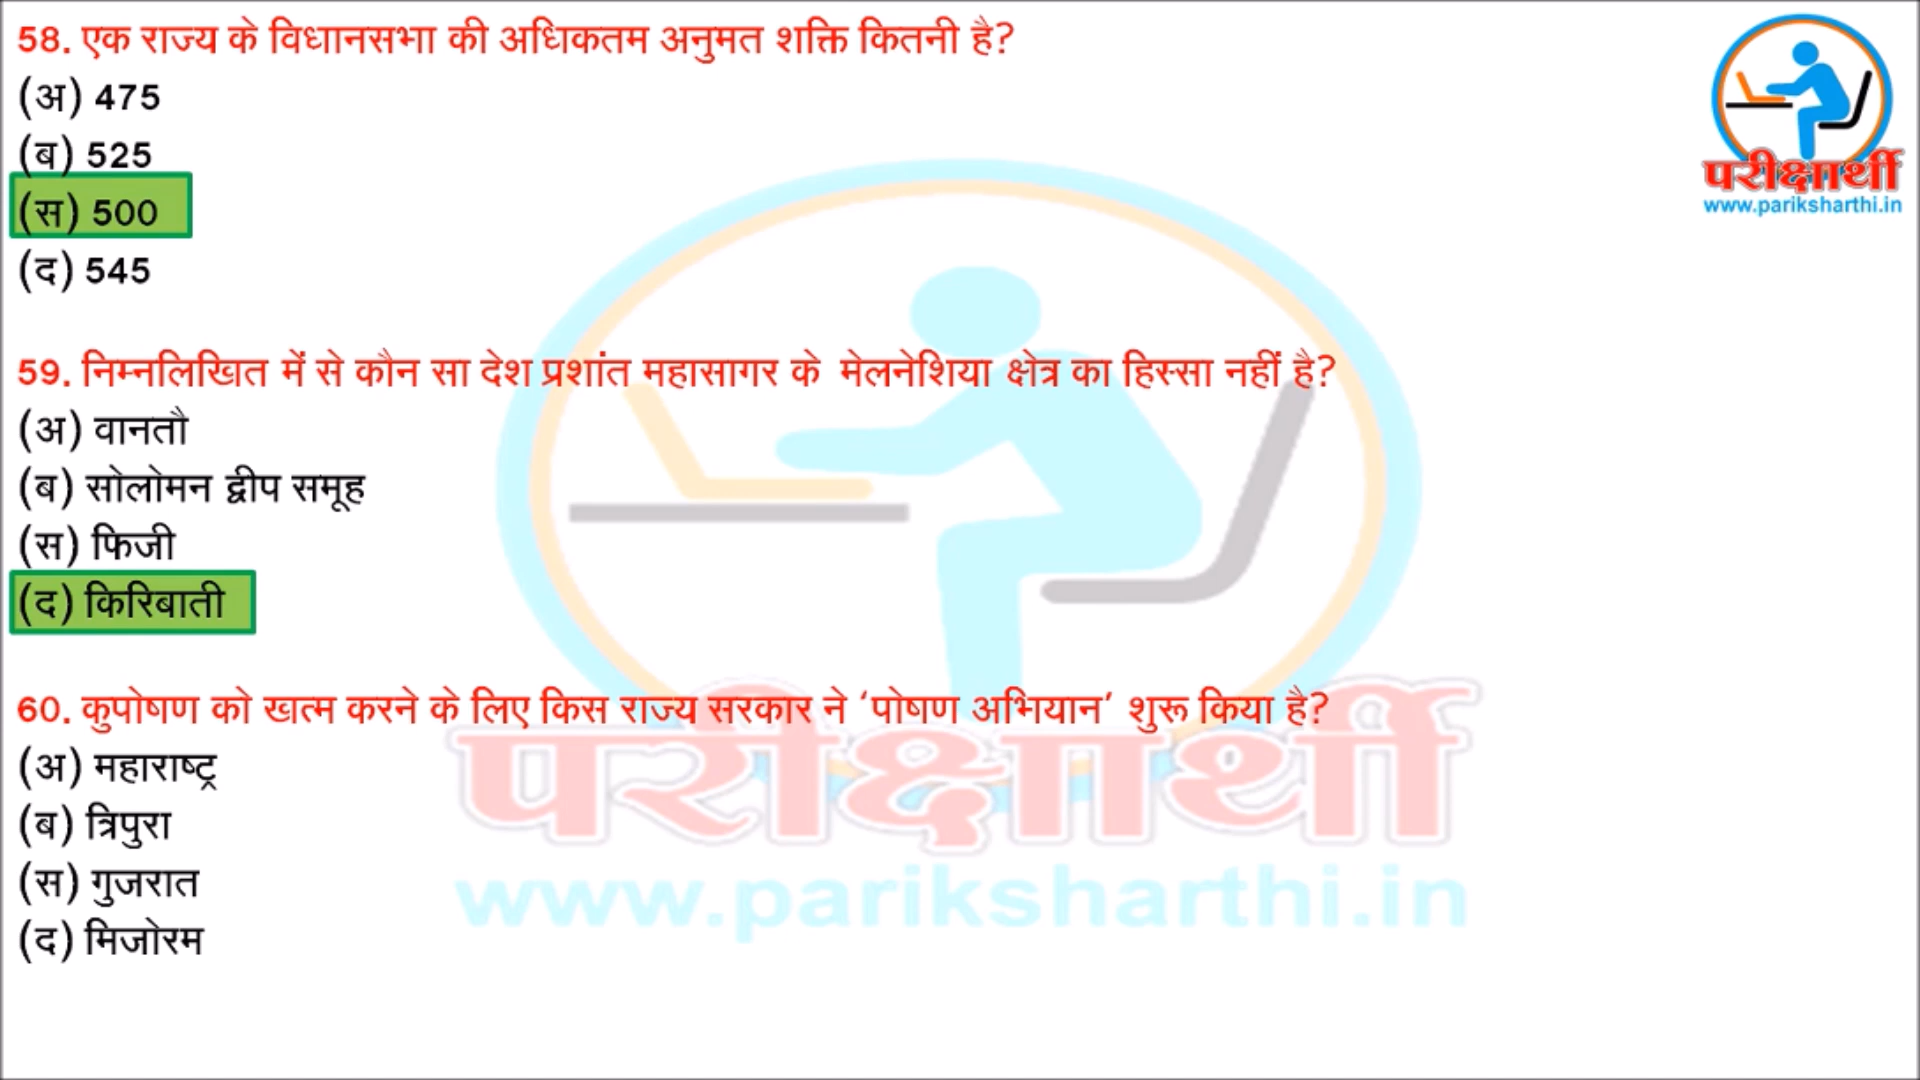 58. एक राज्य के विधानसभा की अधिकतम अनुमत शक्ति कितनी है?
(अ) 475
(ब) 525
(स) 500
(द) 545
परीक्षार्थी
www.pariksharthi.in
59. निम्नलिखित में से कौन सा देश प्रशांत महासागर के मेलनेशिया क्षेत्र का हिस्सा नहीं है?
(अ) वानतौ
(ब) सोलोमन द्वीप समूह
(स) फिजी
(द) किरिबाती
60. कुपोषण को खत्म करने के लिए किस राज्य सरकार ने ‘पोषण अभियान’ शुरू किया है?
(अ) महाराष्ट्र
(ब) त्रिपुरा
(स) गुजरात
(द) मिजोरम
परीक्षार्थी
www.pariksharthi.in